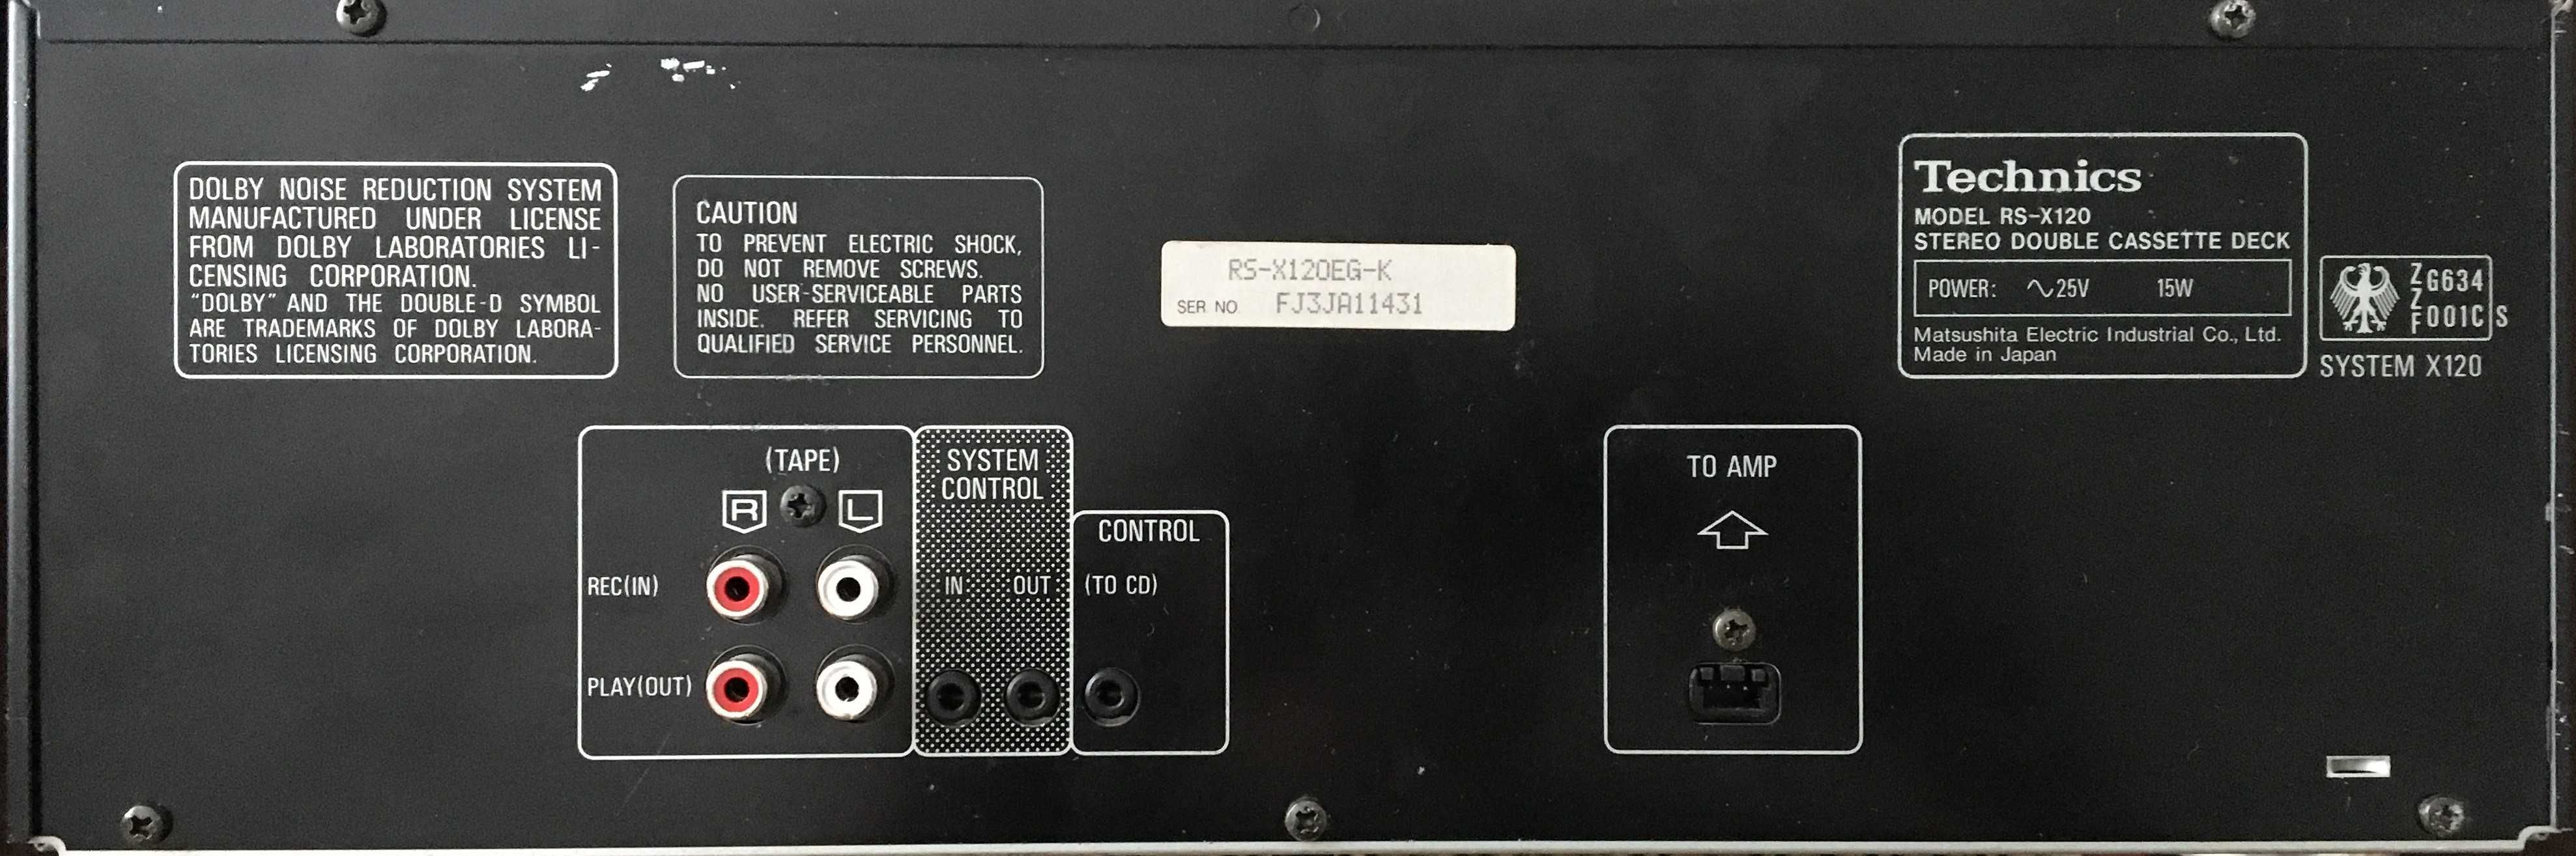 DOLBY NOISE REDUCTION SYSTEM
MANUFACTURED UNDER LICENSE
FROM DOLBY LABORATORIES LI-
CENSING CORPORATION.
"DOLBY" AND THE DOUBLE-D SYMBOL
ARE TRADEMARKS OF DOLBY LABORA-
TORIES LICENSING CORPORATION.
CAUTION
TO PREVENT ELECTRIC SHOCK,
DO NOT REMOVE SCREWS.
NO USER-SERVICEABLE PARTS
INSIDE. REFER SERVICING TO
QUALIFIED SERVICE PERSONNEL.
RS-X120EG-K
SER NO FJ3JA11431
Technics
MODEL RS-X120
STEREO DOUBLE CASSETTE DECK
POWER: ∿25V 15W
Matsushita Electric Industrial Co., Ltd.
Made in Japan
ZG634
Z
F001C S
SYSTEM X120
(TAPE)
R L
REC(IN)
PLAY(OUT)
SYSTEM
CONTROL
IN OUT
CONTROL
(TO CD)
TO AMP